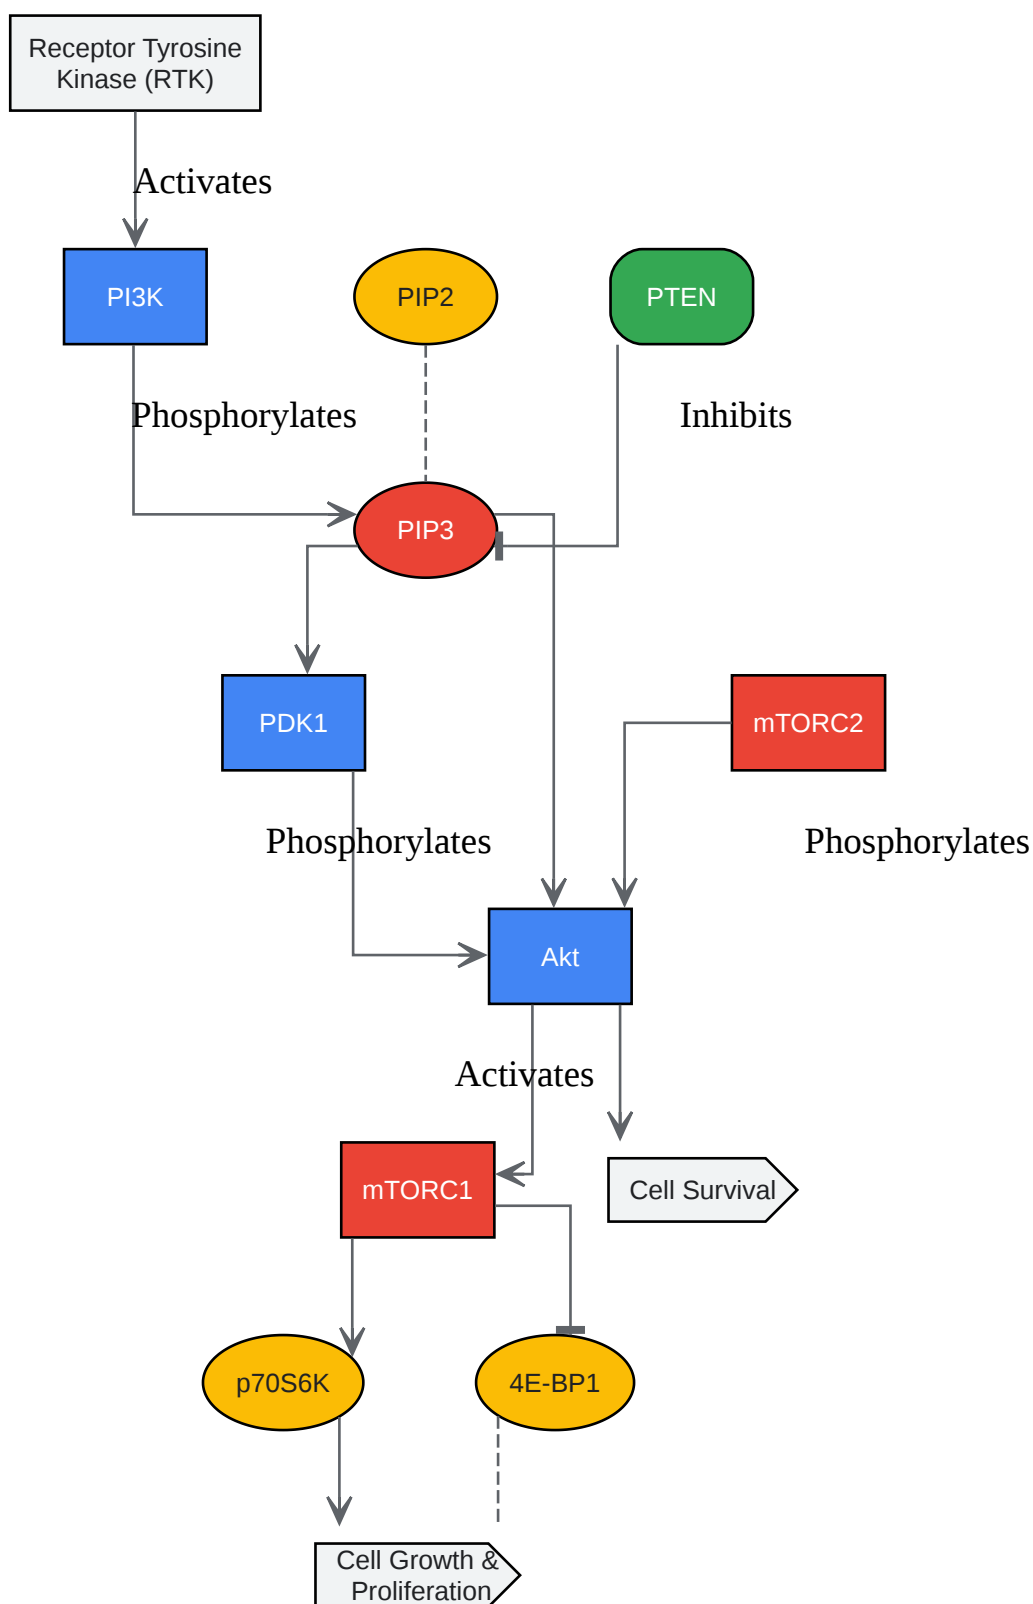 Receptor Tyrosine
Kinase (RTK)
Activates
PI3K
PIP2
PTEN
Phosphorylates
Inhibits
PIP3
PDK1
mTORC2
Phosphorylates
Phosphorylates
Akt
Activates
mTORC1
Cell Survival
p70S6K
4E-BP1
Cell Growth &
Proliferation